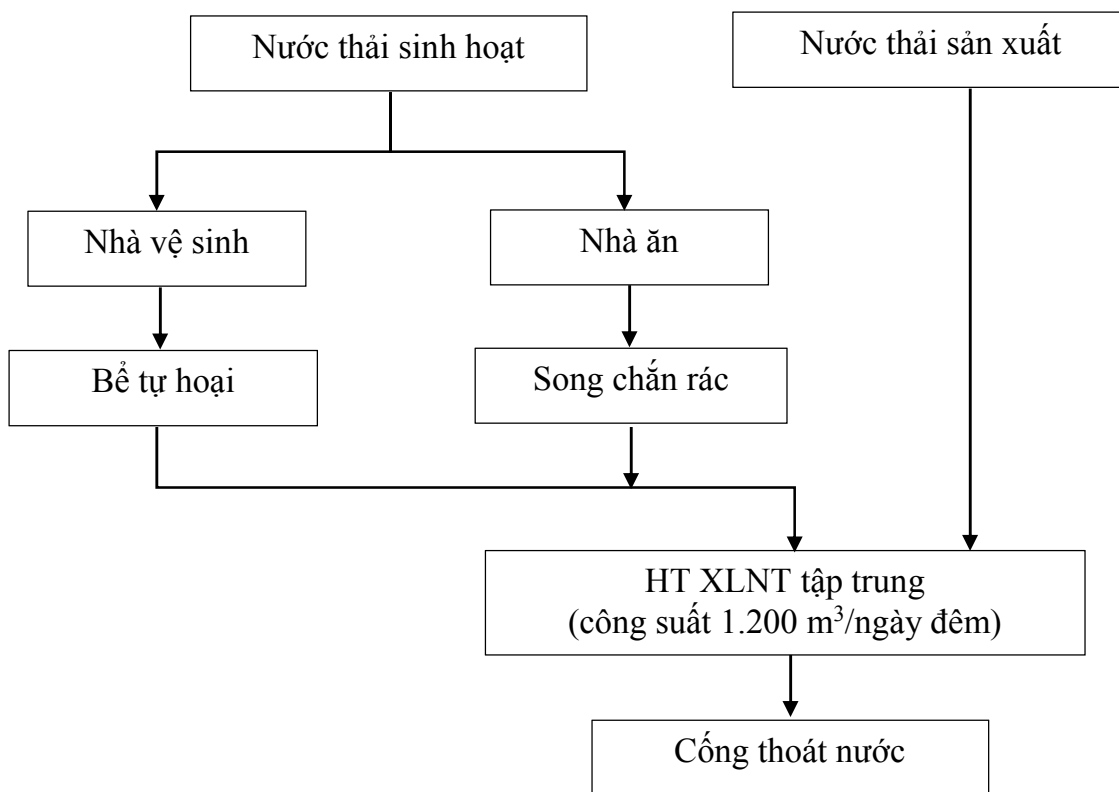 Nước thải sinh hoạt
Nước thải sản xuất
Nhà vệ sinh
Nhà ăn
Bể tự hoại
Song chắn rác
HT XLNT tập trung
(công suất 1.200 m³/ngày đêm)
Cống thoát nước